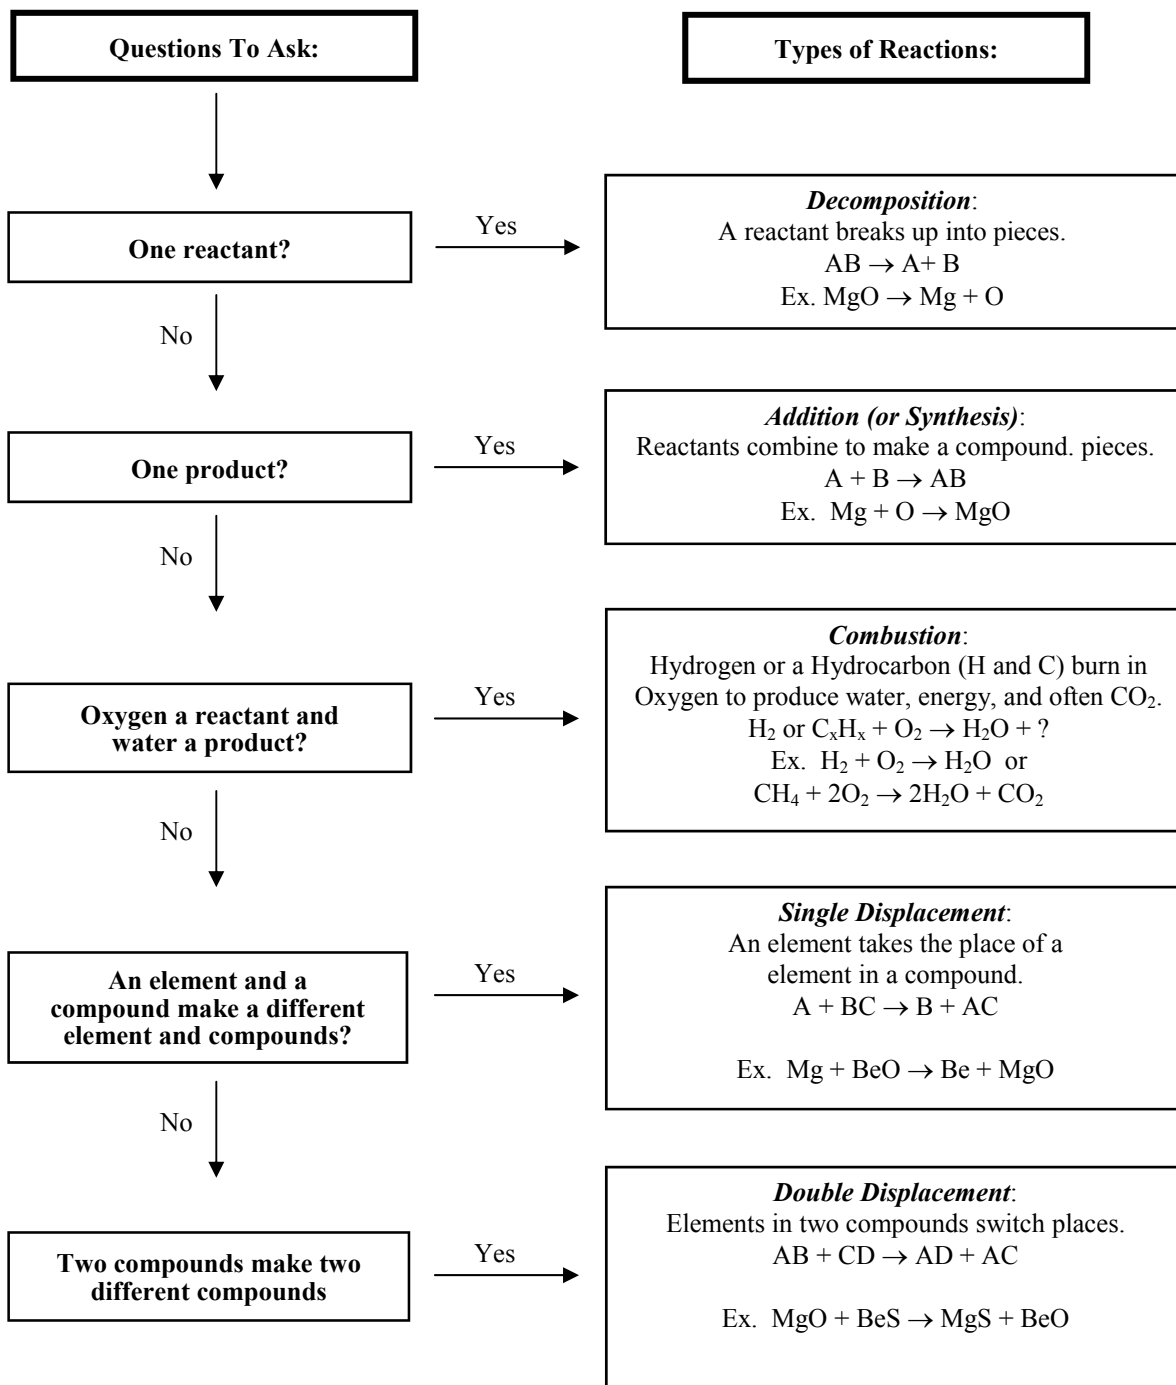 Questions To Ask:
Types of Reactions:
One reactant?
Yes
No
Decomposition:
A reactant breaks up into pieces.
AB → A+ B
Ex. MgO → Mg + O
One product?
Yes
No
Addition (or Synthesis):
Reactants combine to make a compound. pieces.
A + B → AB
Ex. Mg + O → MgO
Oxygen a reactant and
water a product?
Yes
No
Combustion:
Hydrogen or a Hydrocarbon (H and C) burn in
Oxygen to produce water, energy, and often CO₂.
H₂ or CₓHₓ + O₂ → H₂O + ?
Ex. H₂ + O₂ → H₂O or
CH₄ + 2O₂ → 2H₂O + CO₂
An element and a
compound make a different
element and compounds?
Yes
No
Single Displacement:
An element takes the place of a
element in a compound.
A + BC → B + AC
Ex. Mg + BeO → Be + MgO
Two compounds make two
different compounds
Yes
Double Displacement:
Elements in two compounds switch places.
AB + CD → AD + AC
Ex. MgO + BeS → MgS + BeO